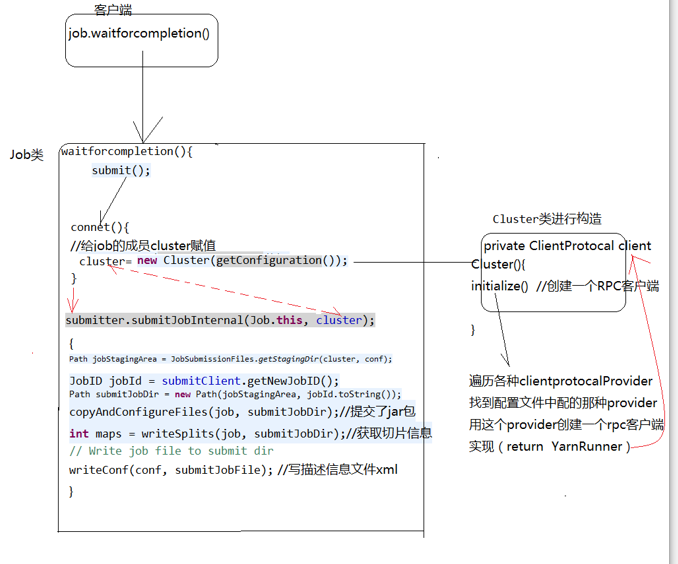 客户端
job.waitforcompletion()
Job类
waitforcompletion(){
submit();
connet(){
//给job的成员cluster赋值
cluster= new Cluster(getConfiguration());
}
submitter.submitJobInternal(Job.this, cluster);
{
Path jobStagingArea = JobSubmissionFiles.getStagingDir(cluster, conf);
JobID jobId = submitClient.getNewJobID();
Path submitJobDir = new Path(jobStagingArea, jobId.toString());
copyAndConfigureFiles(job, submitJobDir);//提交了jar包
int maps = writeSplits(job, submitJobDir);//获取切片信息
// Write job file to submit dir
writeConf(conf, submitJobFile); //写描述信息文件xml
}
Cluster类进行构造
private ClientProtocal client
Cluster(){
initialize() //创建一个RPC客户端
}
遍历各种clientprotocalProvider
找到配置文件中配的那种provider
用这个provider创建一个rpc客户端
实现（return YarnRunner）